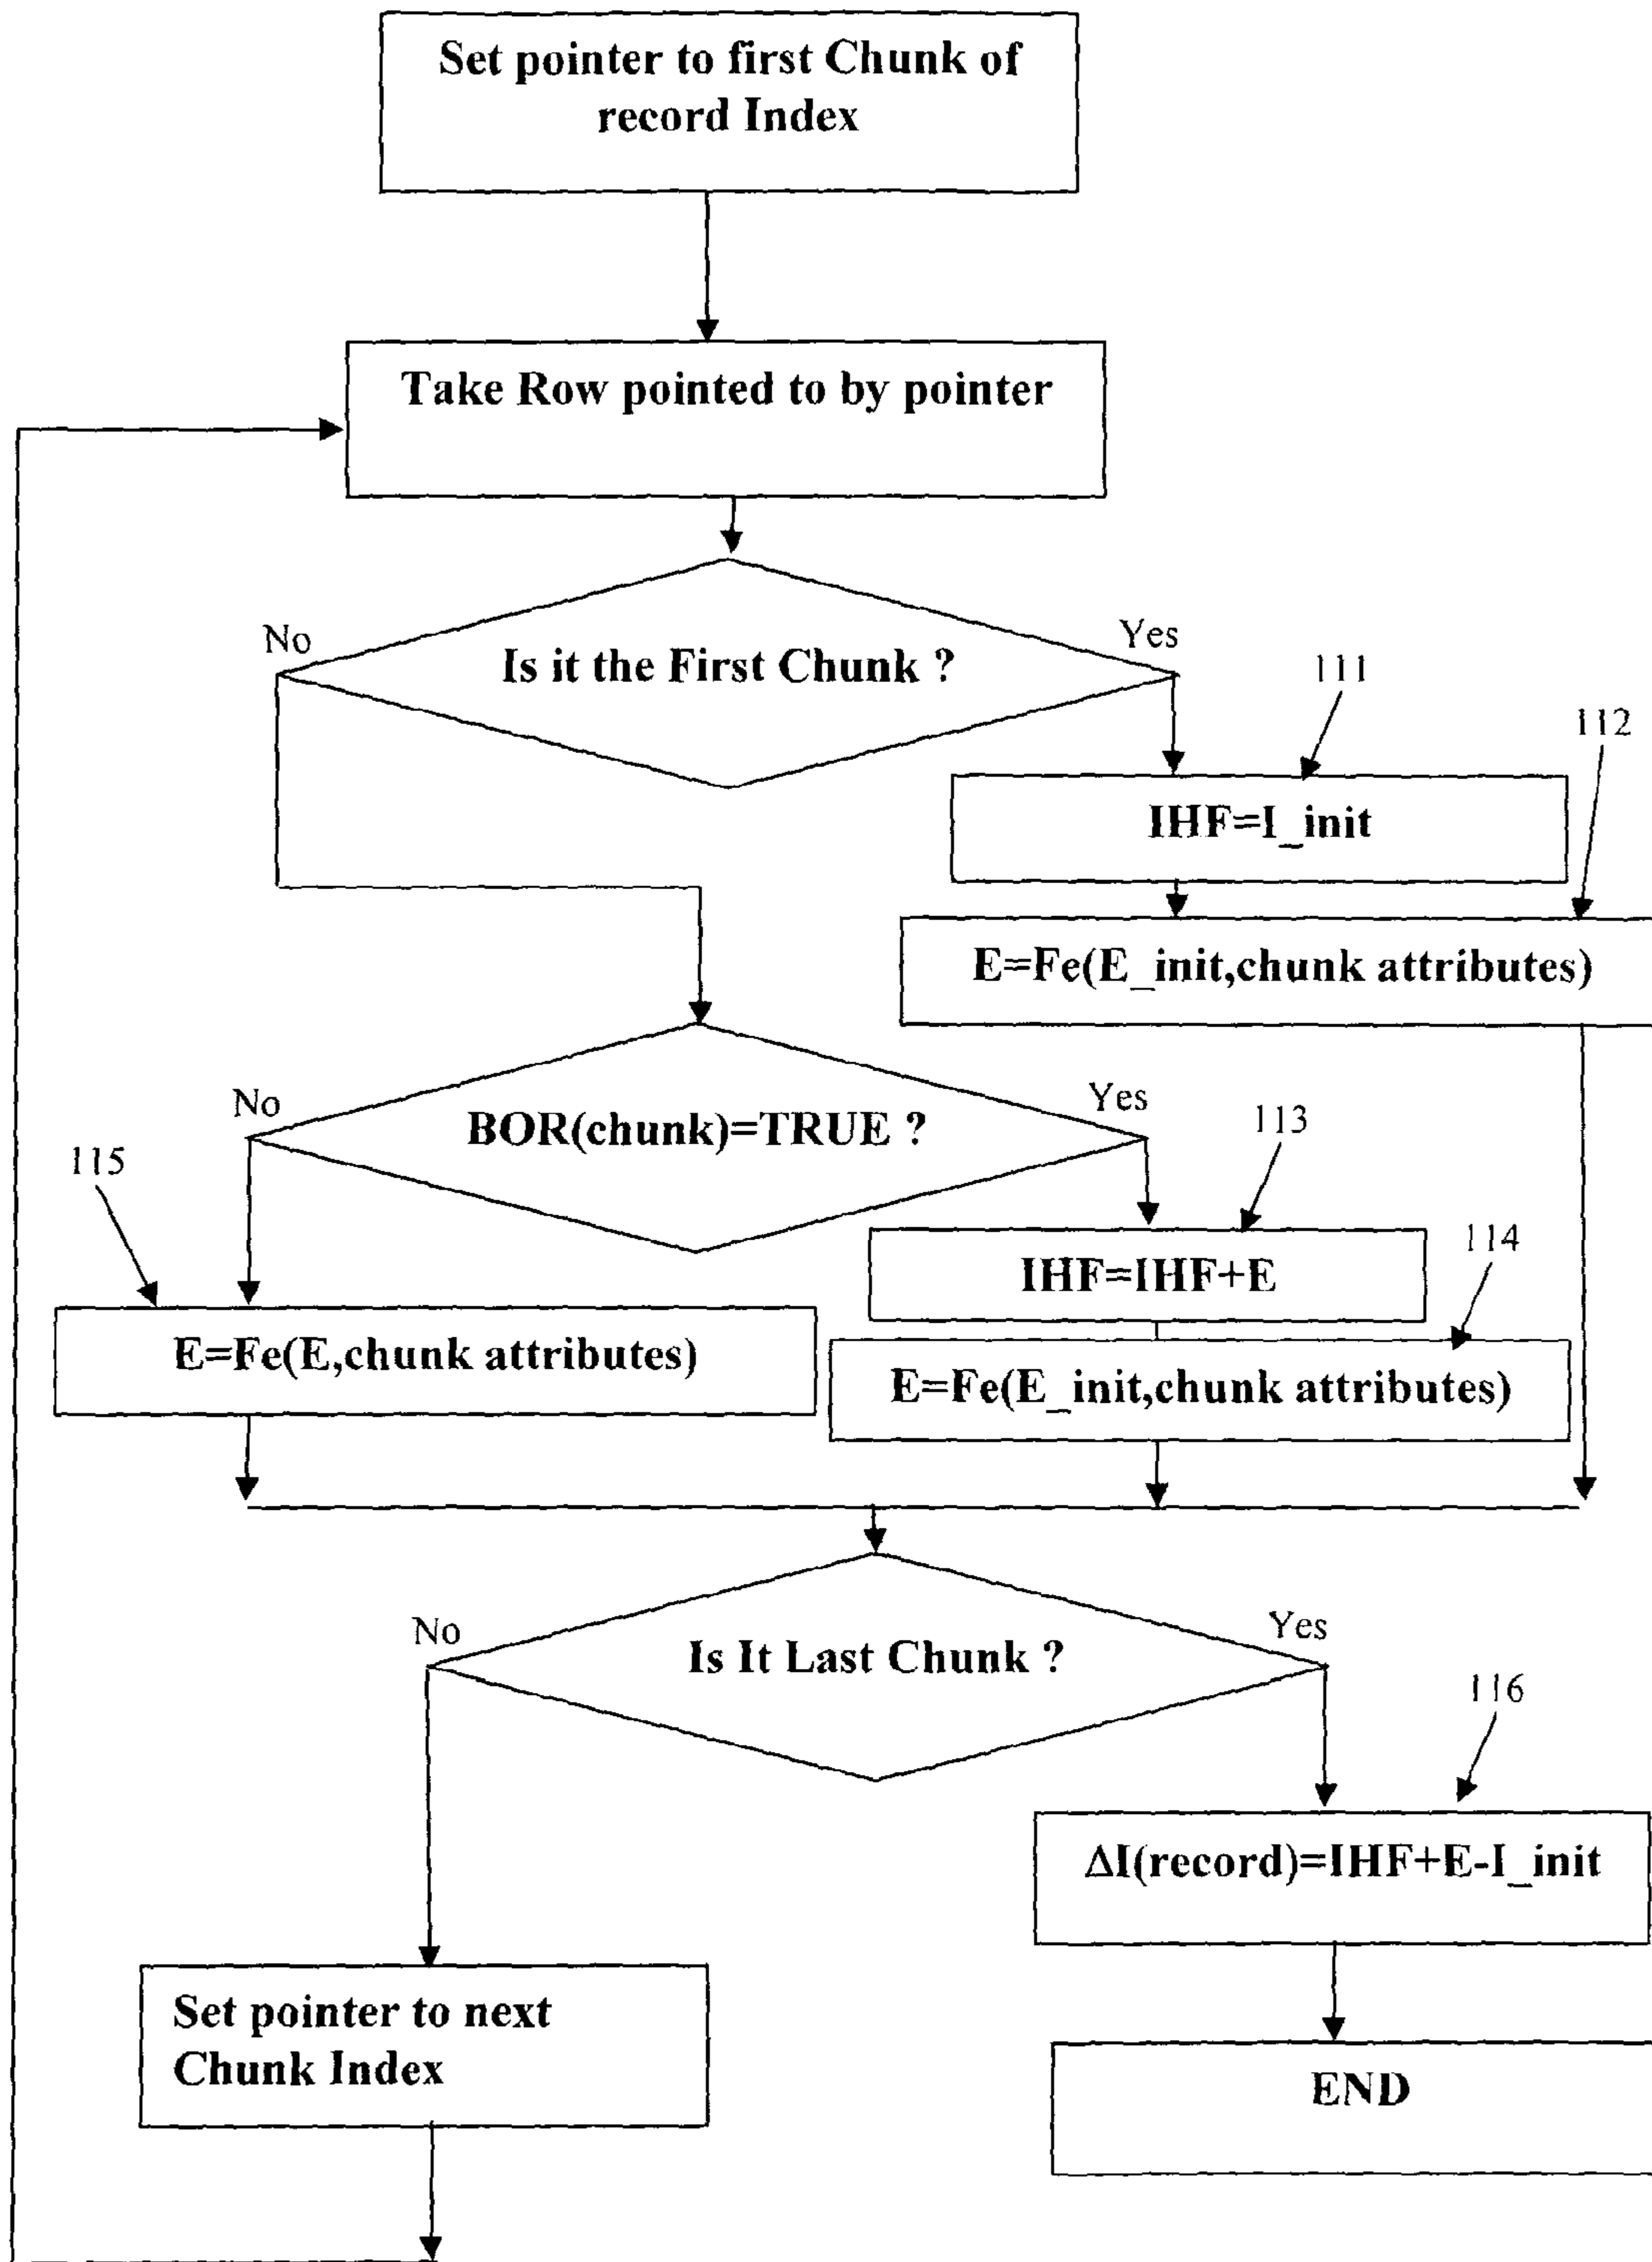 Set pointer to first Chunk of
record Index
Take Row pointed to by pointer
No
Yes
Is it the First Chunk ?
111
112
IHF=I_init
E=Fe(E_init,chunk attributes)
No
Yes
BOR(chunk)=TRUE ?
113
115
114
IHF=IHF+E
E=Fe(E,chunk attributes)
E=Fe(E_init,chunk attributes)
No
Yes
Is It Last Chunk ?
116
ΔI(record)=IHF+E-I_init
Set pointer to next
Chunk Index
END